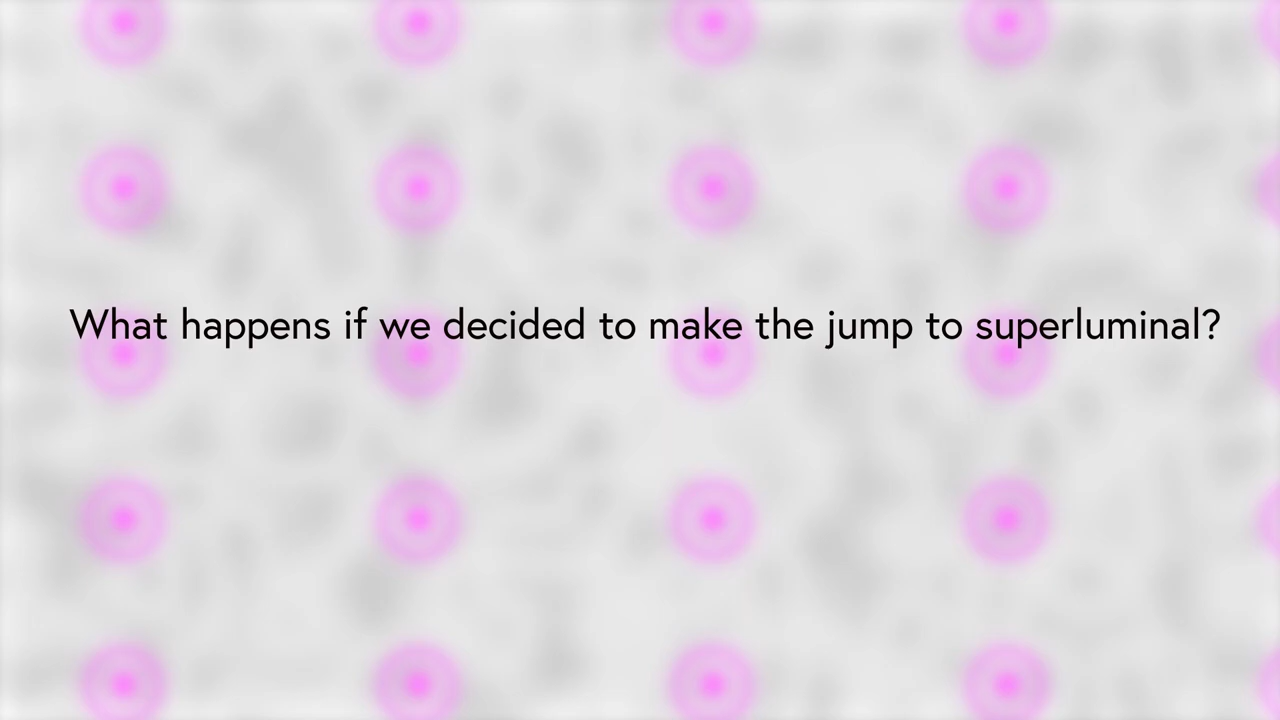 What happens if we decided to make the jump to superluminal?